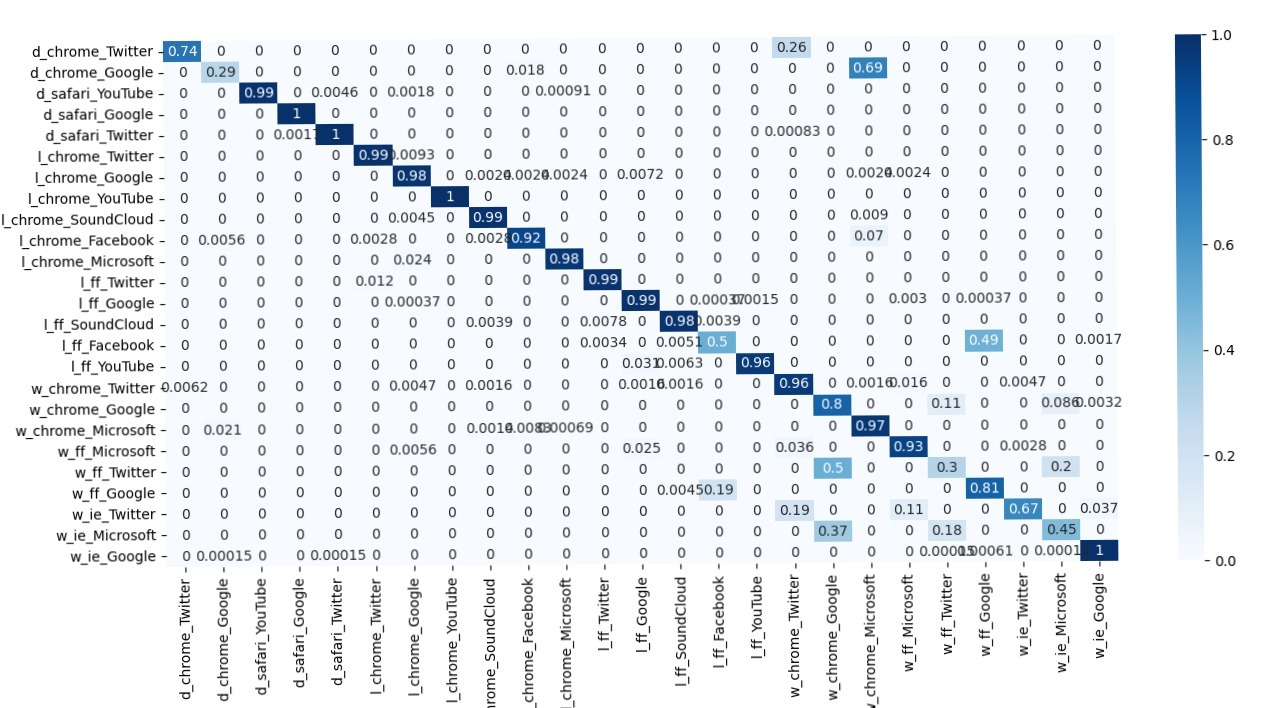 d_chrome_Twitter 0.74 0 0 0 0 0 0 0 0 0 0 0 0 0 0 0 0.26 0 0 0 0 0 0 0 0
d_chrome_Google 0 0.29 0 0 0 0 0 0 0 0.018 0 0 0 0 0 0 0 0 0.69 0 0 0 0 0 0
d_safari_YouTube 0 0 0.99 0 0.0046 0 0.0018 0 0 0 0.00091 0 0 0 0 0 0 0 0 0 0 0 0 0 0
d_safari_Google 0 0 0 1 0 0 0 0 0 0 0 0 0 0 0 0 0 0 0 0 0 0 0 0 0
d_safari_Twitter 0 0 0 0.0017 1 0 0 0 0 0 0 0 0 0 0 0 0.00083 0 0 0 0 0 0 0 0
l_chrome_Twitter 0 0 0 0 0 0.99 0.0093 0 0 0 0 0 0 0 0 0 0 0 0 0 0 0 0 0 0
l_chrome_Google 0 0 0 0 0 0 0.98 0 0.0024 0.0024 0.0024 0 0.0072 0 0 0 0 0 0.0024 0.0024 0 0 0 0 0
l_chrome_YouTube 0 0 0 0 0 0 0 1 0 0 0 0 0 0 0 0 0 0 0 0 0 0 0 0 0
l_chrome_SoundCloud 0 0 0 0 0 0 0.0045 0 0.99 0 0 0 0 0 0 0 0 0 0.009 0 0 0 0 0 0
l_chrome_Facebook 0 0.0056 0 0 0 0.0028 0 0 0.0028 0.92 0 0 0 0 0 0 0 0 0.07 0 0 0 0 0 0
l_chrome_Microsoft 0 0 0 0 0 0 0.024 0 0 0 0.98 0 0 0 0 0 0 0 0 0 0 0 0 0 0
l_ff_Twitter 0 0 0 0 0 0.012 0 0 0 0 0 0.99 0 0 0 0 0 0 0 0 0 0 0 0 0
l_ff_Google 0 0 0 0 0 0 0.00037 0 0 0 0 0 0.99 0 0.00037 0.0015 0 0 0 0.003 0 0.00037 0 0 0
l_ff_SoundCloud 0 0 0 0 0 0 0 0 0.0039 0 0 0.0078 0 0.98 0.0039 0 0 0 0 0 0 0 0 0 0
l_ff_Facebook 0 0 0 0 0 0 0 0 0 0 0 0.0034 0 0.0051 0.5 0 0 0 0 0 0 0.49 0 0 0.0017
l_ff_YouTube 0 0 0 0 0 0 0 0 0 0 0 0 0.031 0.0063 0 0.96 0 0 0 0 0 0 0 0 0
w_chrome_Twitter 0.0062 0 0 0 0 0 0.0047 0 0.0016 0 0 0 0.0016 0.0016 0 0 0.96 0 0.0016 0.016 0 0 0.0047 0 0
w_chrome_Google 0 0 0 0 0 0 0 0 0 0 0 0 0 0 0 0 0 0.8 0 0 0.11 0 0 0.086 0.0032
w_chrome_Microsoft 0 0.021 0 0 0 0 0 0 0.0014 0.0083 0.00069 0 0 0 0 0 0 0 0.97 0 0 0 0 0 0
w_ff_Microsoft 0 0 0 0 0 0 0.0056 0 0 0 0 0 0.025 0 0 0 0.036 0 0 0.93 0 0 0.0028 0 0
w_ff_Twitter 0 0 0 0 0 0 0 0 0 0 0 0 0 0 0 0 0 0.5 0 0 0.3 0 0 0.2 0
w_ff_Google 0 0 0 0 0 0 0 0 0 0 0 0 0 0.0045 0.19 0 0 0 0 0 0 0.81 0 0 0
w_ie_Twitter 0 0 0 0 0 0 0 0 0 0 0 0 0 0 0 0 0.19 0 0 0.11 0 0 0.67 0 0.037
w_ie_Microsoft 0 0 0 0 0 0 0 0 0 0 0 0 0 0 0 0 0 0.37 0 0 0.18 0 0 0.45 0
w_ie_Google 0 0.00015 0 0 0.00015 0 0 0 0 0 0 0 0 0 0 0 0 0 0 0 0.00015 0.00061 0 1
d_chrome_Twitter
d_chrome_Google
d_safari_YouTube
d_safari_Google
d_safari_Twitter
l_chrome_Twitter
l_chrome_Google
l_chrome_YouTube
hrome_SoundCloud
_chrome_Facebook
_chrome_Microsoft
l_ff_Twitter
l_ff_Google
l_ff_SoundCloud
l_ff_Facebook
l_ff_YouTube
w_chrome_Twitter
w_chrome_Google
w_chrome_Microsoft
w_ff_Microsoft
w_ff_Twitter
w_ff_Google
w_ie_Twitter
w_ie_Microsoft
w_ie_Google
1.0
0.8
0.6
0.4
0.2
0.0